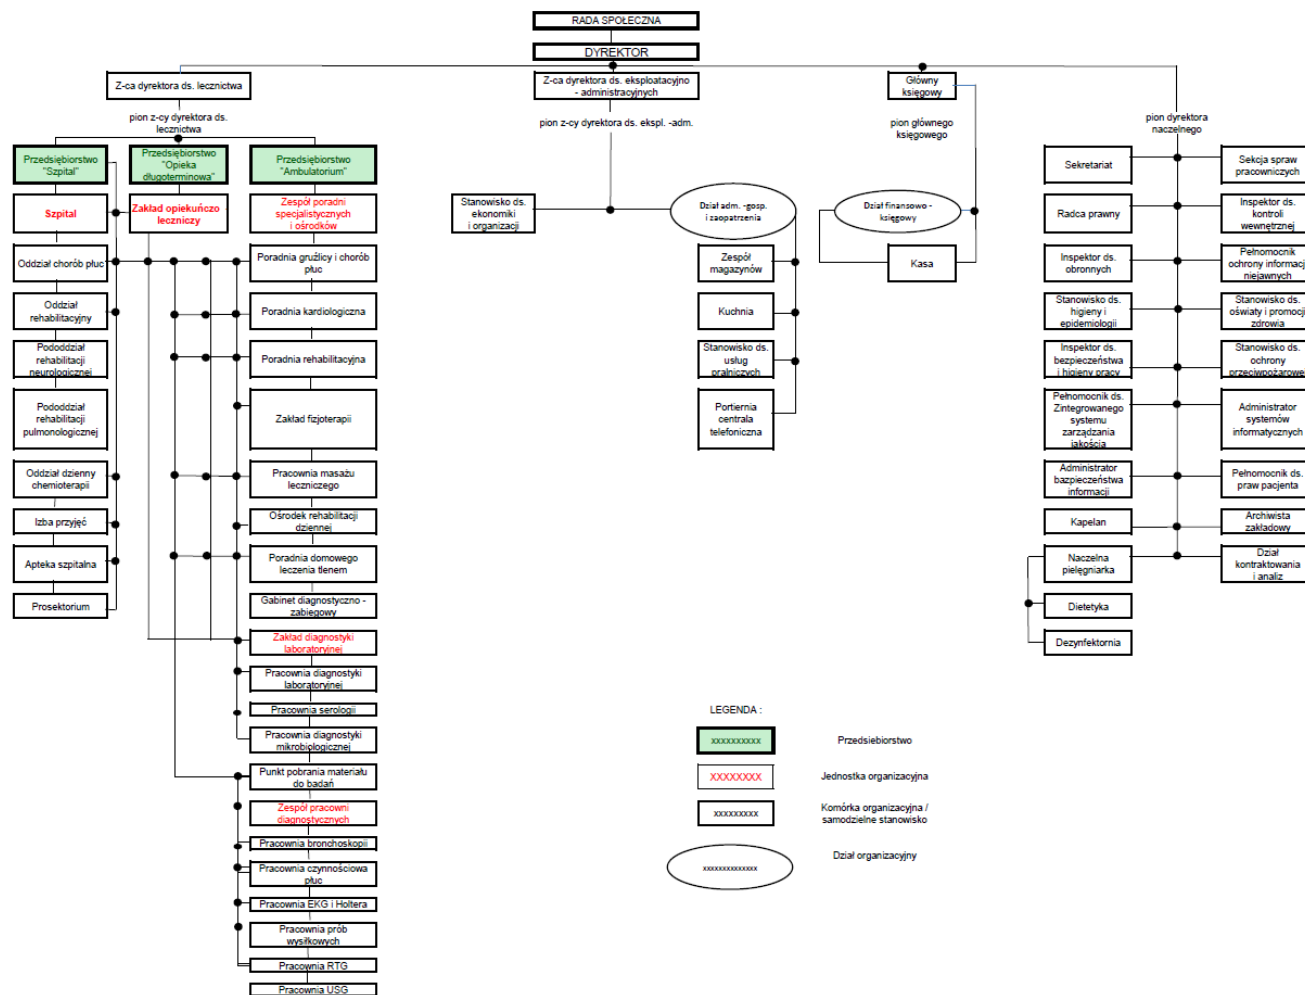 RADA SPOŁECZNA
DYREKTOR
Z-ca dyrektora ds. lecznictwa
Z-ca dyrektora ds. eksploatacyjno
- administracyjnych
Główny
księgowy
pion z-cy dyrektora ds.
lecznictwa
pion z-cy dyrektora ds. ekspl. -adm.
pion głównego
księgowego
pion dyrektora
naczelnego
Przedsiębiorstwo
"Szpital"
Przedsiębiorstwo
"Opieka
długoterminowa"
Przedsiębiorstwo
"Ambulatorium"
Szpital
Zakład opiekuńczo
leczniczy
Zespół poradni
specjalistycznych
i ośrodków
Oddział chorób płuc
Oddział
rehabilitacyjny
Pododdział
rehabilitacji
neurologicznej
Pododdział
rehabilitacji
pulmonologicznej
Oddział dzienny
chemioterapii
Izba przyjęć
Apteka szpitalna
Prosektorium
Poradnia gruźlicy i chorób
płuc
Poradnia kardiologiczna
Poradnia rehabilitacyjna
Zakład fizjoterapii
Pracownia masażu
leczniczego
Ośrodek rehabilitacji
dziennej
Poradnia domowego
leczenia tlenem
Gabinet diagnostyczno -
zabiegowy
Zakład diagnostyki
laboratoryjnej
Pracownia diagnostyki
laboratoryjnej
Pracownia serologii
Pracownia diagnostyki
mikrobiologicznej
Punkt pobrania materiału
do badań
Zespół pracowni
diagnostycznych
Pracownia bronchoskopii
Pracownia czynnościowa
płuc
Pracownia EKG i Holtera
Pracownia prób
wysiłkowych
Pracownia RTG
Pracownia USG
Stanowisko ds.
ekonomiki
i organizacji
Dział adm. -gosp.
i zaopatrzenia
Zespół
magazynów
Kuchnia
Stanowisko ds.
usług
pralniczych
Portiernia
centrala
telefoniczna
Dział finansowo -
księgowy
Kasa
Sekretariat
Radca prawny
Inspektor ds.
obronnych
Stanowisko ds.
higieny i
epidemiologii
Inspektor ds.
bezpieczeństwa
i higieny pracy
Pełnomocnik ds.
Zintegrowanego
systemu
zarządzania
jakością
Administrator
bazpieczeństwa
informacji
Kapelan
Naczelna
pielęgniarka
Dietetyka
Dezynfektornia
Sekcja spraw
pracowniczych
Inspektor ds.
kontroli
wewnętrznej
Pełnomocnik
ochrony informacji
niejawnych
Stanowisko ds.
oświaty i promocji
zdrowia
Stanowisko ds.
ochrony
przeciwpożarowej
Administrator
systemów
informatycznych
Pełnomocnik ds.
praw pacjenta
Archiwista
zakładowy
Dział
kontraktowania
i analiz
LEGENDA :
xxxxxxxxxx
Przedsiebiorstwo
XXXXXXXX
Jednostka organizacyjna
xxxxxxxxx
Komórka organizacyjna /
samodzielne stanowisko
xxxxxxxxxxxxxx
Dział organizacyjny